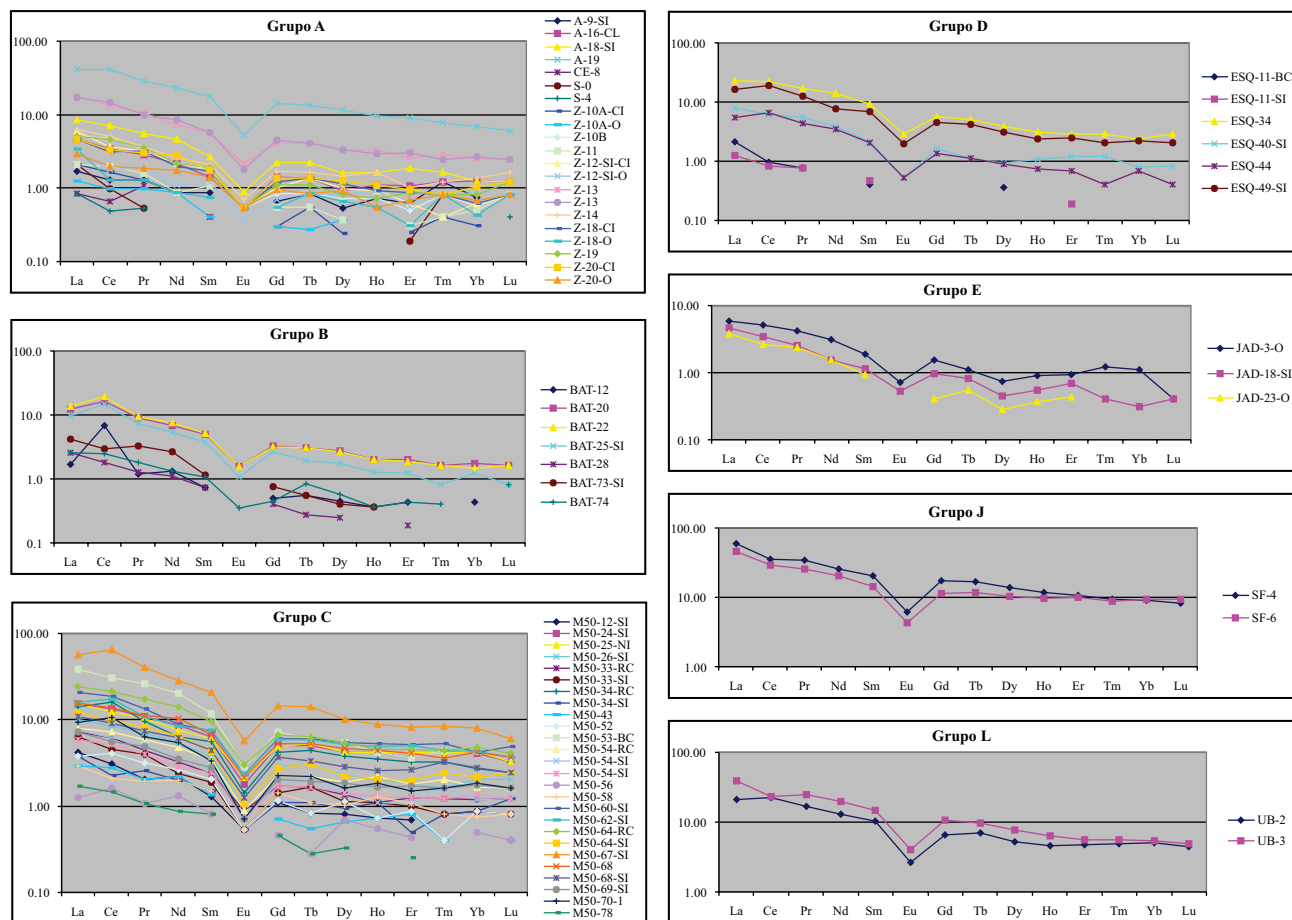 Grupo A
100.00
10.00
1.00
0.10
La Ce Pr Nd Sm Eu Gd Tb Dy Ho Er Tm Yb Lu
A-9-SI
A-16-CL
A-18-SI
A-19
CE-8
S-0
S-4
Z-10A-CI
Z-10A-O
Z-10B
Z-11
Z-12-SI-CI
Z-12-SI-O
Z-13
Z-13
Z-14
Z-18-CI
Z-18-O
Z-19
Z-20-CI
Z-20-O
Grupo B
100.0
10.0
1.0
0.1
La Ce Pr Nd Sm Eu Gd Tb Dy Ho Er Tm Yb Lu
BAT-12
BAT-20
BAT-22
BAT-25-SI
BAT-28
BAT-73-SI
BAT-74
Grupo C
100.00
10.00
1.00
0.10
La Ce Pr Nd Sm Eu Gd Tb Dy Ho Er Tm Yb Lu
M50-12-SI
M50-24-SI
M50-25-NI
M50-26-SI
M50-33-RC
M50-33-SI
M50-34-RC
M50-34-SI
M50-43
M50-52
M50-53-BC
M50-54-RC
M50-54-SI
M50-54-SI
M50-56
M50-58
M50-60-SI
M50-62-SI
M50-64-RC
M50-64-SI
M50-67-SI
M50-68
M50-68-SI
M50-69-SI
M50-70-1
M50-78
Grupo D
100.00
10.00
1.00
0.10
La Ce Pr Nd Sm Eu Gd Tb Dy Ho Er Tm Yb Lu
ESQ-11-BC
ESQ-11-SI
ESQ-34
ESQ-40-SI
ESQ-44
ESQ-49-SI
Grupo E
10.00
1.00
0.10
La Ce Pr Nd Sm Eu Gd Tb Dy Ho Er Tm Yb Lu
JAD-3-O
JAD-18-SI
JAD-23-O
Grupo J
100.00
10.00
1.00
La Ce Pr Nd Sm Eu Gd Tb Dy Ho Er Tm Yb Lu
SF-4
SF-6
Grupo L
100.00
10.00
1.00
La Ce Pr Nd Sm Eu Gd Tb Dy Ho Er Tm Yb Lu
UB-2
UB-3